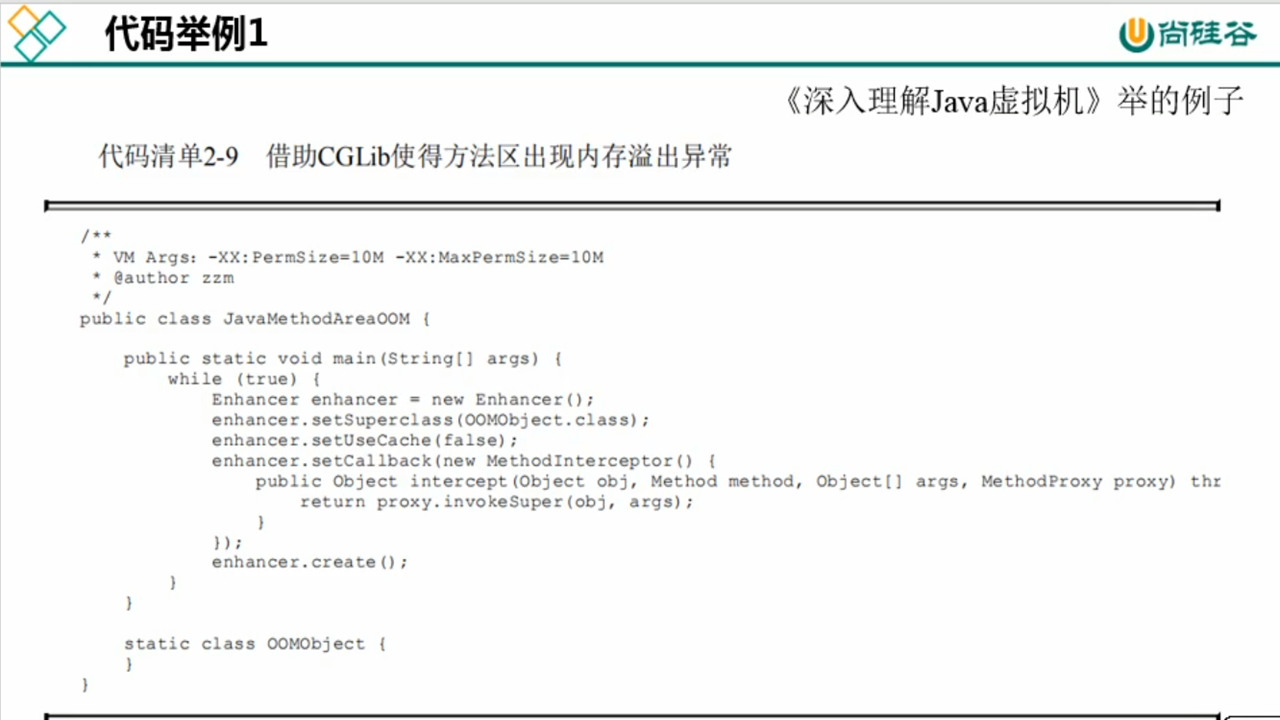 代码举例1
尚硅谷
《深入理解Java虚拟机》举的例子
代码清单2-9 借助CGLib使得方法区出现内存溢出异常
/**
 * VM Args: -XX:PermSize=10M -XX:MaxPermSize=10M
 * @author zzm
 */
public class JavaMethodAreaOOM {
    public static void main(String[] args) {
        while (true) {
            Enhancer enhancer = new Enhancer();
            enhancer.setSuperclass(OOMObject.class);
            enhancer.setUseCache(false);
            enhancer.setCallback(new MethodInterceptor() {
                public Object intercept(Object obj, Method method, Object[] args, MethodProxy proxy) thr
                    return proxy.invokeSuper(obj, args);
                }
            });
            enhancer.create();
        }
    }
    static class OOMObject {
    }
}